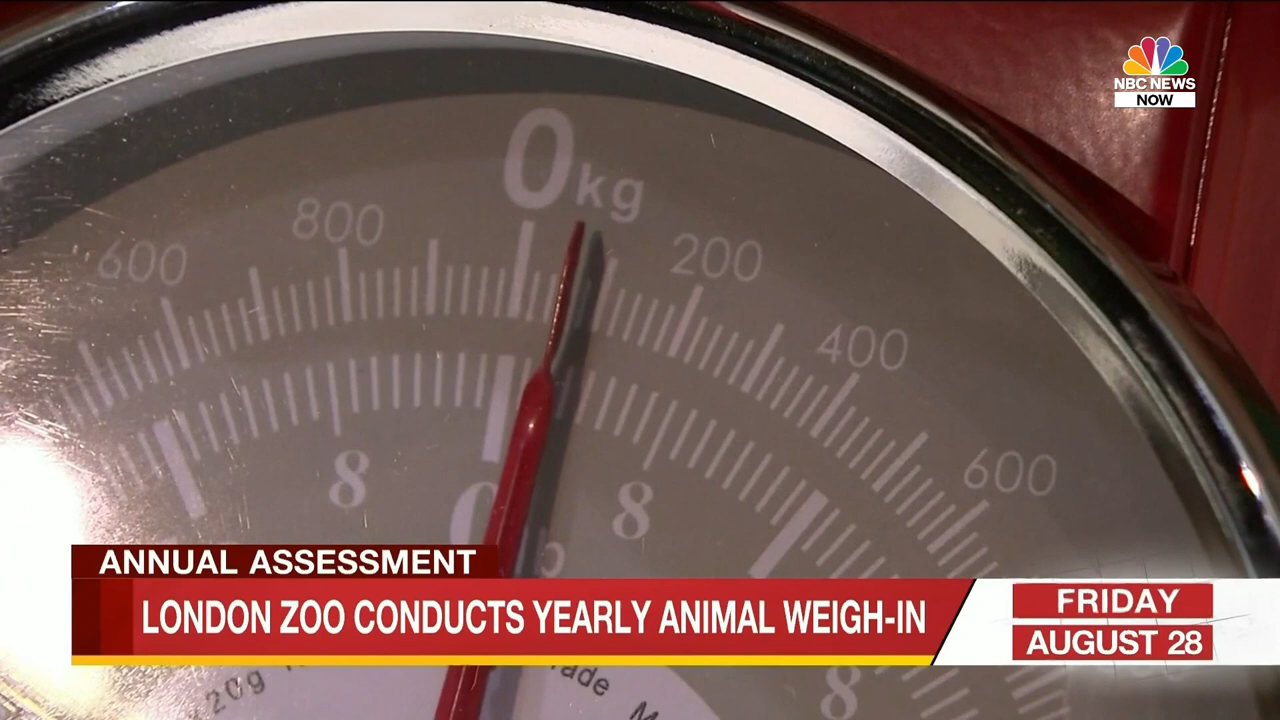 NBC NEWS
NOW
0kg
800
600
200
400
600
8
8
ANNUAL ASSESSMENT
LONDON ZOO CONDUCTS YEARLY ANIMAL WEIGH-IN
FRIDAY
AUGUST 28
20g
8